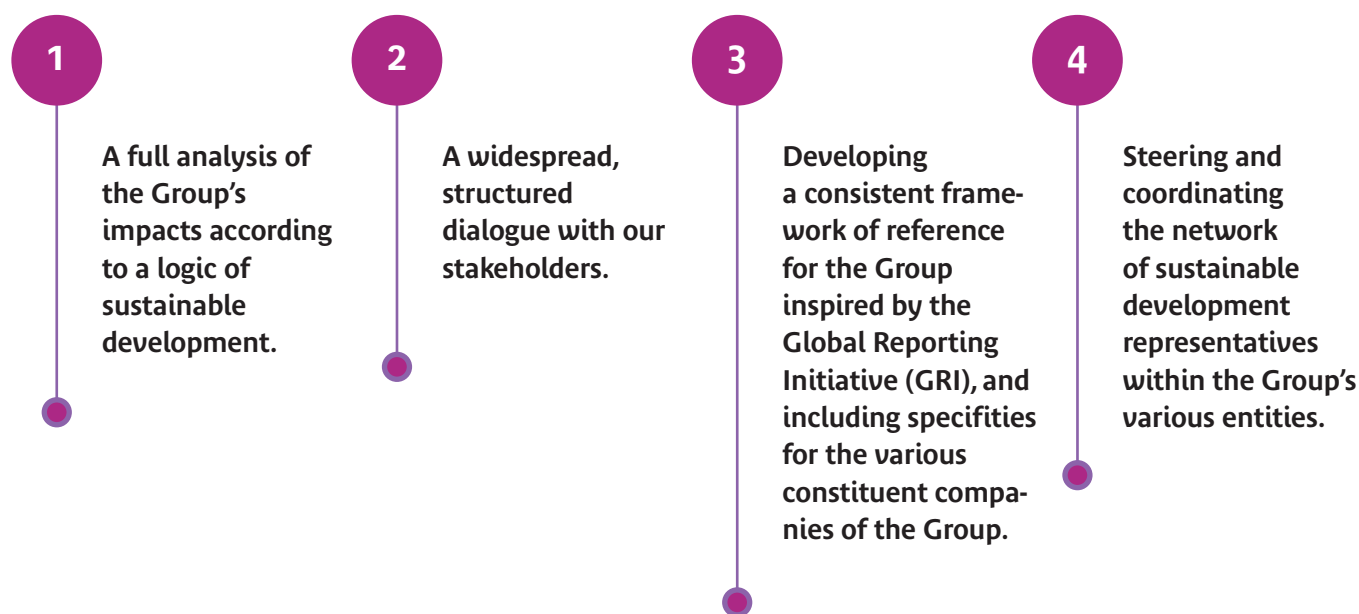 1
A full analysis of
the Group’s
impacts according
to a logic of
sustainable
development.
2
A widespread,
structured
dialogue with our
stakeholders.
3
Developing
a consistent frame-
work of reference
for the Group
inspired by the
Global Reporting
Initiative (GRI), and
including specifities
for the various
constituent compa-
nies of the Group.
4
Steering and
coordinating
the network
of sustainable
development
representatives
within the Group’s
various entities.